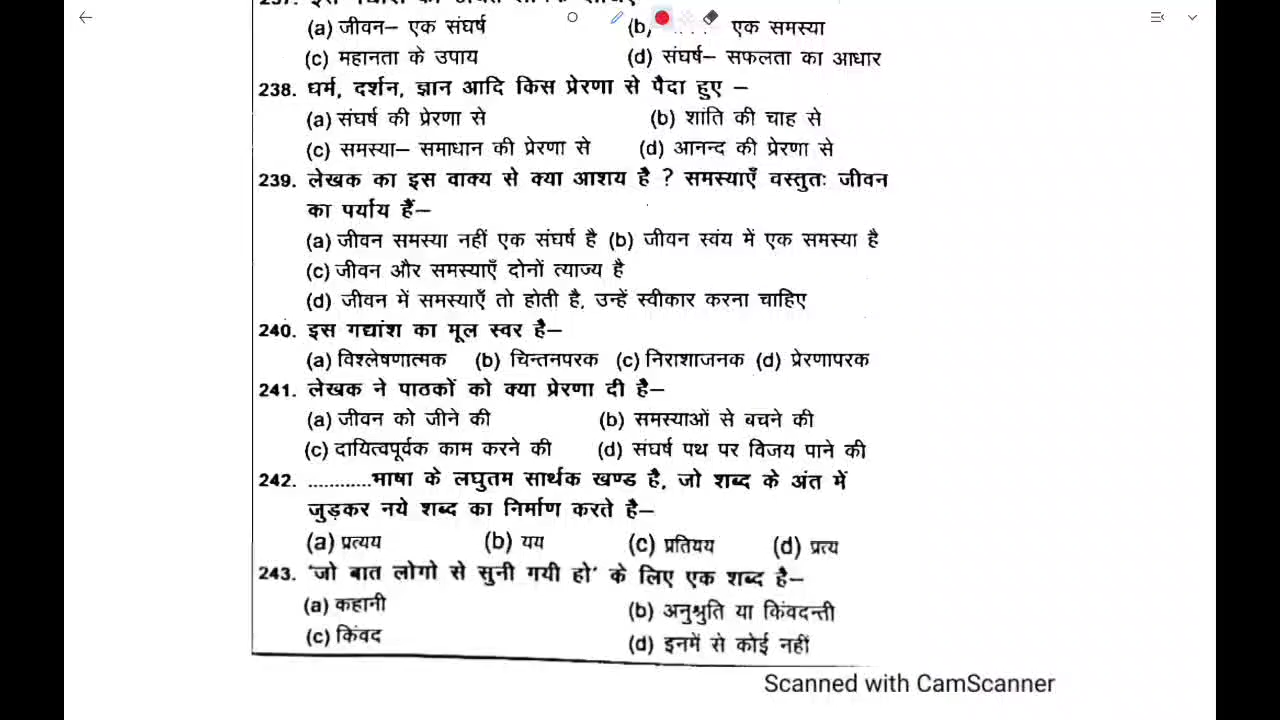 (a) जीवन– एक संघर्ष (b) एक समस्या
(c) महानता के उपाय (d) संघर्ष– सफलता का आधार
238. धर्म, दर्शन, ज्ञान आदि किस प्रेरणा से पैदा हुए –
(a) संघर्ष की प्रेरणा से (b) शांति की चाह से
(c) समस्या– समाधान की प्रेरणा से (d) आनन्द की प्रेरणा से
239. लेखक का इस वाक्य से क्या आशय है ? समस्याएँ वस्तुतः जीवन
का पर्याय हैं–
(a) जीवन समस्या नहीं एक संघर्ष है (b) जीवन स्वंय में एक समस्या है
(c) जीवन और समस्याएँ दोनों त्याज्य है
(d) जीवन में समस्याएँ तो होती है, उन्हें स्वीकार करना चाहिए
240. इस गद्यांश का मूल स्वर है–
(a) विश्लेषणात्मक (b) चिन्तनपरक (c) निराशाजनक (d) प्रेरणापरक
241. लेखक ने पाठकों को क्या प्रेरणा दी है–
(a) जीवन को जीने की (b) समस्याओं से बचने की
(c) दायित्वपूर्वक काम करने की (d) संघर्ष पथ पर विजय पाने की
242. ............भाषा के लघुतम सार्थक खण्ड है, जो शब्द के अंत में
जुड़कर नये शब्द का निर्माण करते है–
(a) प्रत्यय (b) यय (c) प्रतियय (d) प्रत्य
243. 'जो बात लोगो से सुनी गयी हो' के लिए एक शब्द है–
(a) कहानी (b) अनुश्रुति या किंवदन्ती
(c) किंवद (d) इनमें से कोई नहीं
Scanned with CamScanner